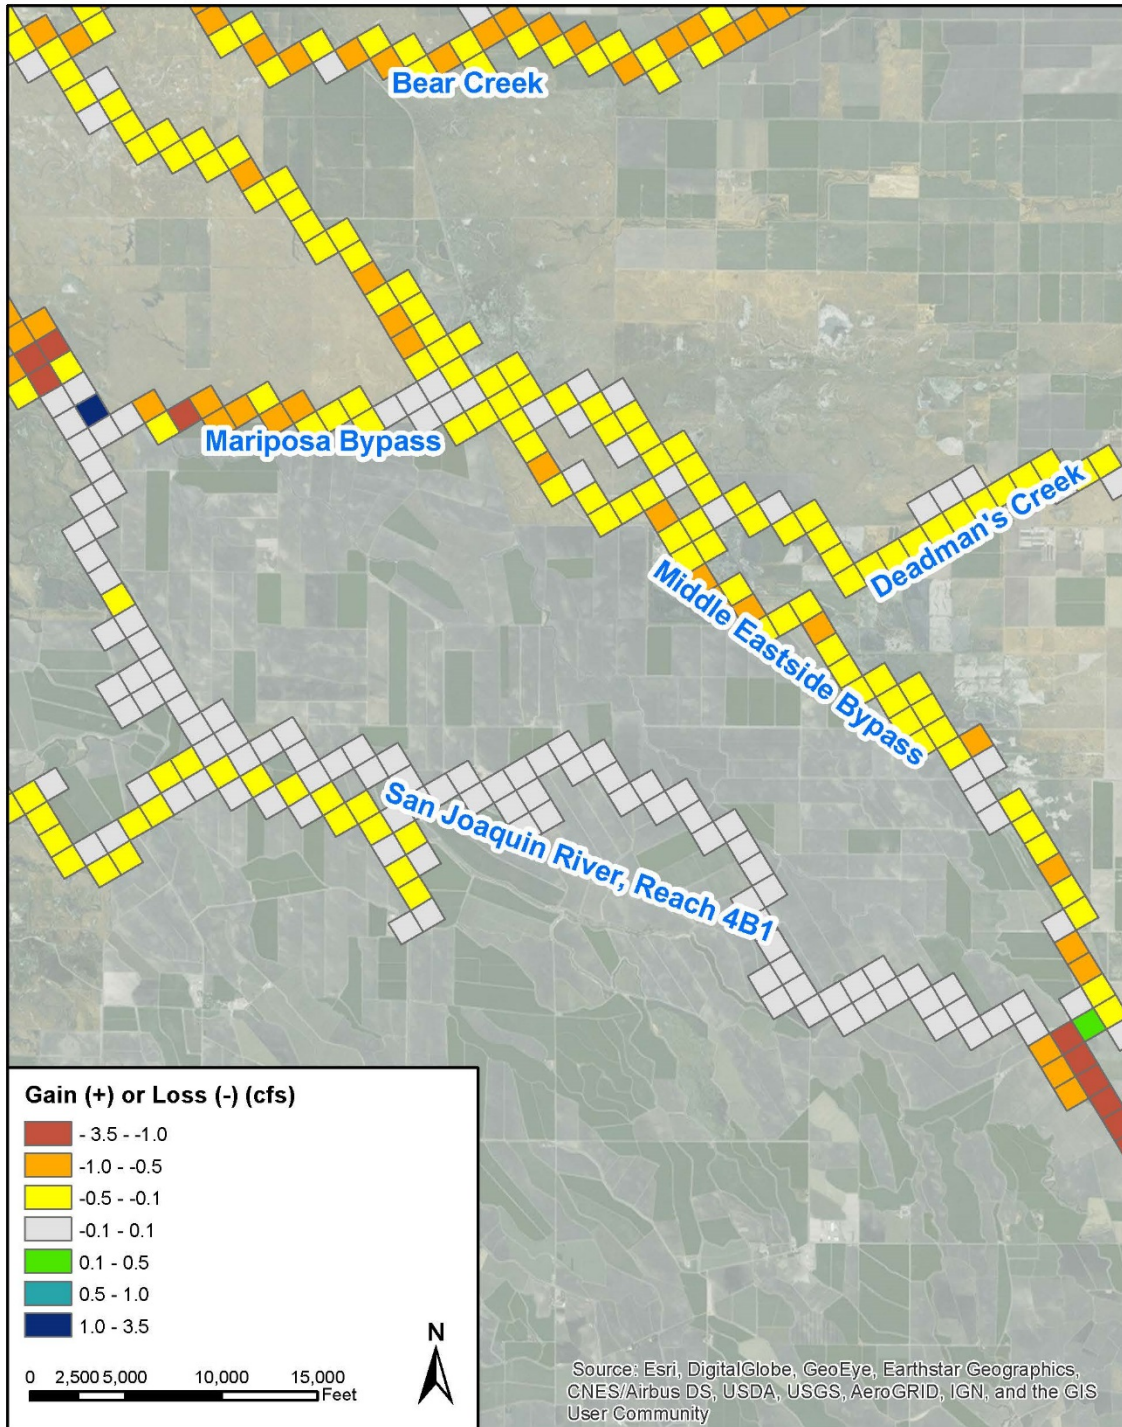 Bear Creek
Mariposa Bypass
Deadman's Creek
Middle Eastside Bypass
San Joaquin River, Reach 4B1
Gain (+) or Loss (-) (cfs)
- 3.5 - -1.0
-1.0 - -0.5
-0.5 - -0.1
-0.1 - 0.1
0.1 - 0.5
0.5 - 1.0
1.0 - 3.5
N
0 2,500 5,000 10,000 15,000
Feet
Source: Esri, DigitalGlobe, GeoEye, Earthstar Geographics,
CNES/Airbus DS, USDA, USGS, AeroGRID, IGN, and the GIS
User Community